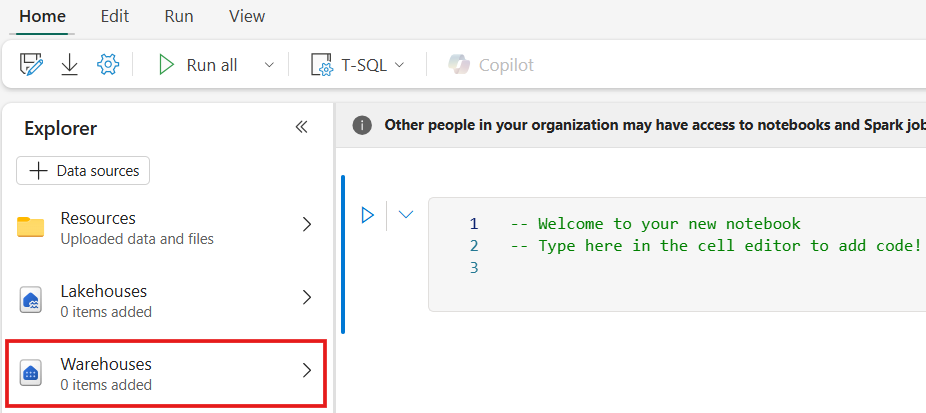 Home Edit Run View
Run all T-SQL Copilot
Explorer
Data sources
Resources
Uploaded data and files
Lakehouses
0 items added
Warehouses
0 items added
Other people in your organization may have access to notebooks and Spark job
1 -- Welcome to your new notebook
2 -- Type here in the cell editor to add code!
3